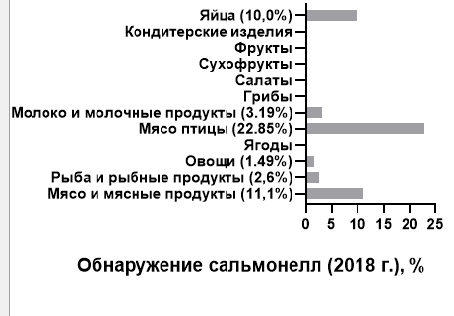 Яйца (10,0%)
Кондитерские изделия
Фрукты
Сухофрукты
Салаты
Грибы
Молоко и молочные продукты (3.19%)
Мясо птицы (22.85%)
Ягоды
Овощи (1.49%)
Рыба и рыбные продукты (2,6%)
Мясо и мясные продукты (11,1%)
0 5 10 15 20 25
Обнаружение сальмонелл (2018 г.), %